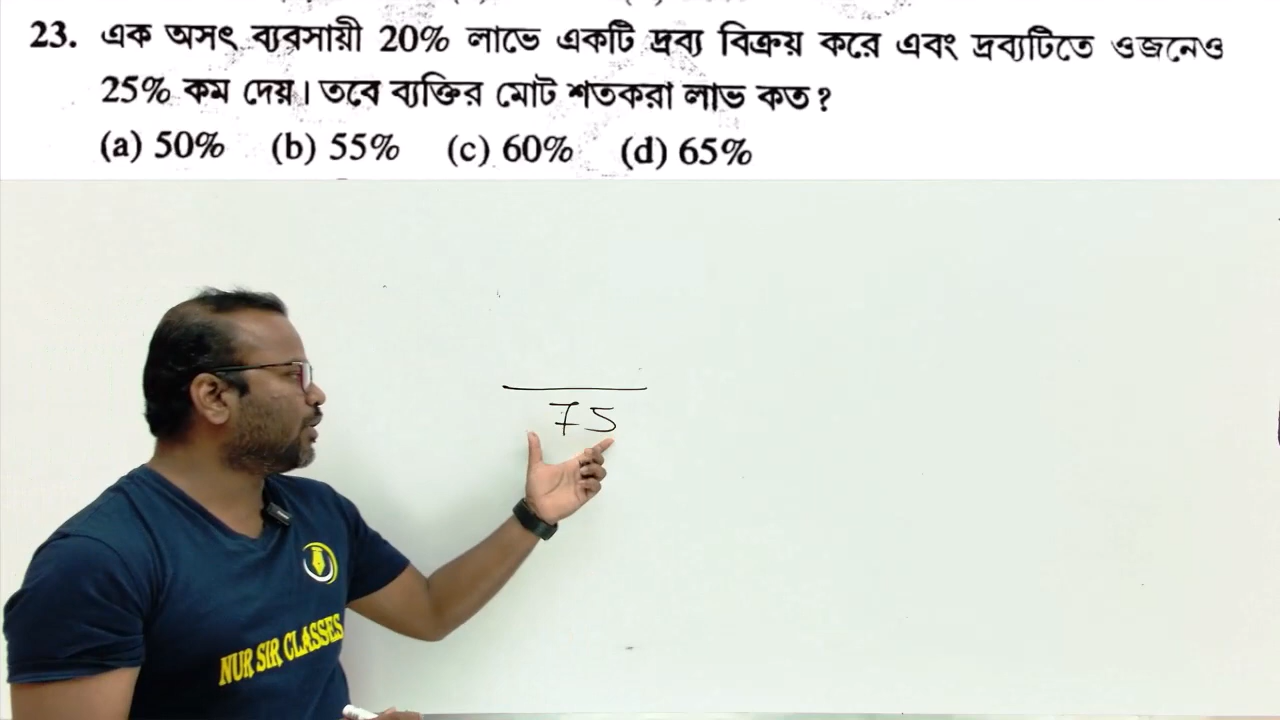 23. এক অসৎ ব্যবসায়ী 20% লাভে একটি দ্রব্য বিক্রয় করে এবং দ্রব্যটিতে ওজনেও
25% কম দেয়। তবে ব্যক্তির মোট শতকরা লাভ কত ?
(a) 50% (b) 55% (c) 60% (d) 65%
75
NUR SIR CLASSES